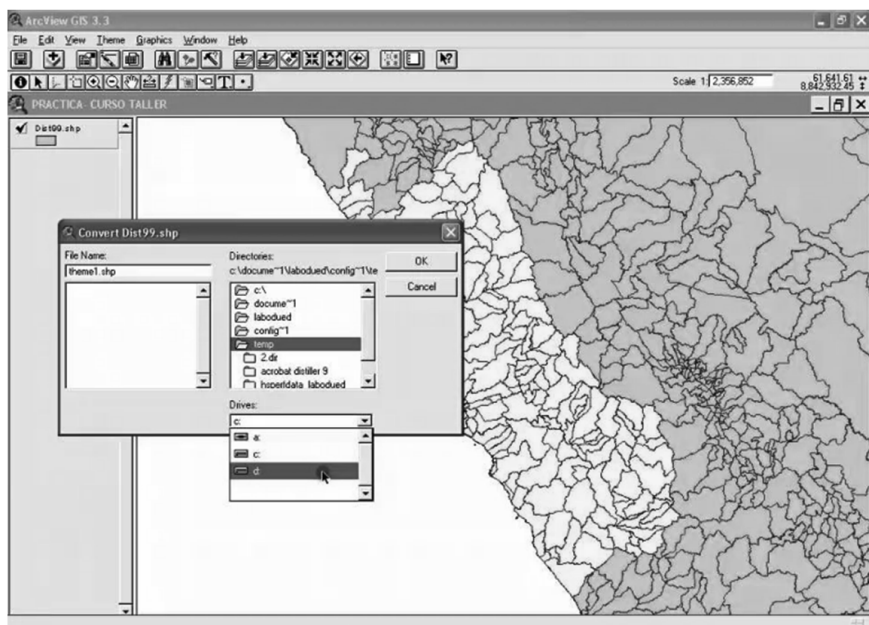 ArcView GIS 3.3
File Edit View Theme Graphics Window Help
Scale 1: 2,356,852
61,641.61
8,842,932.45
PRACTICA- CURSO TALLER
Dist99.shp
Convert Dist99.shp
File Name:
theme1.shp
Directories:
c:\docume~1\labodued\config~1\te
c:\
docume~1
labodued
config~1
temp
2.dir
acrobat distiller 9
hsperfdata_labodued
Drives:
c:
a:
c:
d:
OK
Cancel